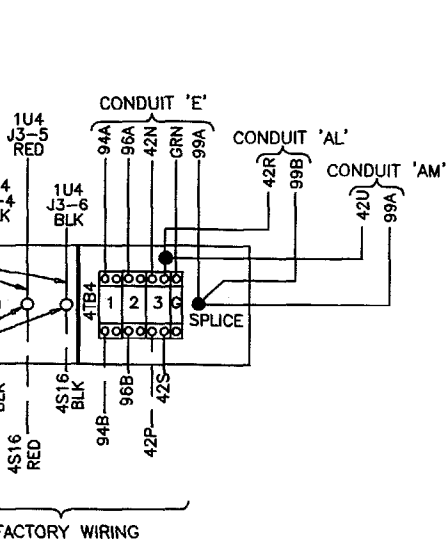 CONDUIT 'E'
94A
96A
42N
GRN
99A
CONDUIT 'AL'
42R
99B
CONDUIT 'AM'
42U
99A
1U4
J3-5
RED
1U4
J3-6
BLK
4TB4
1 2 3 G
SPLICE
4S16
RED
4S16
BLK
94B
96B
42P
42S
FACTORY WIRING